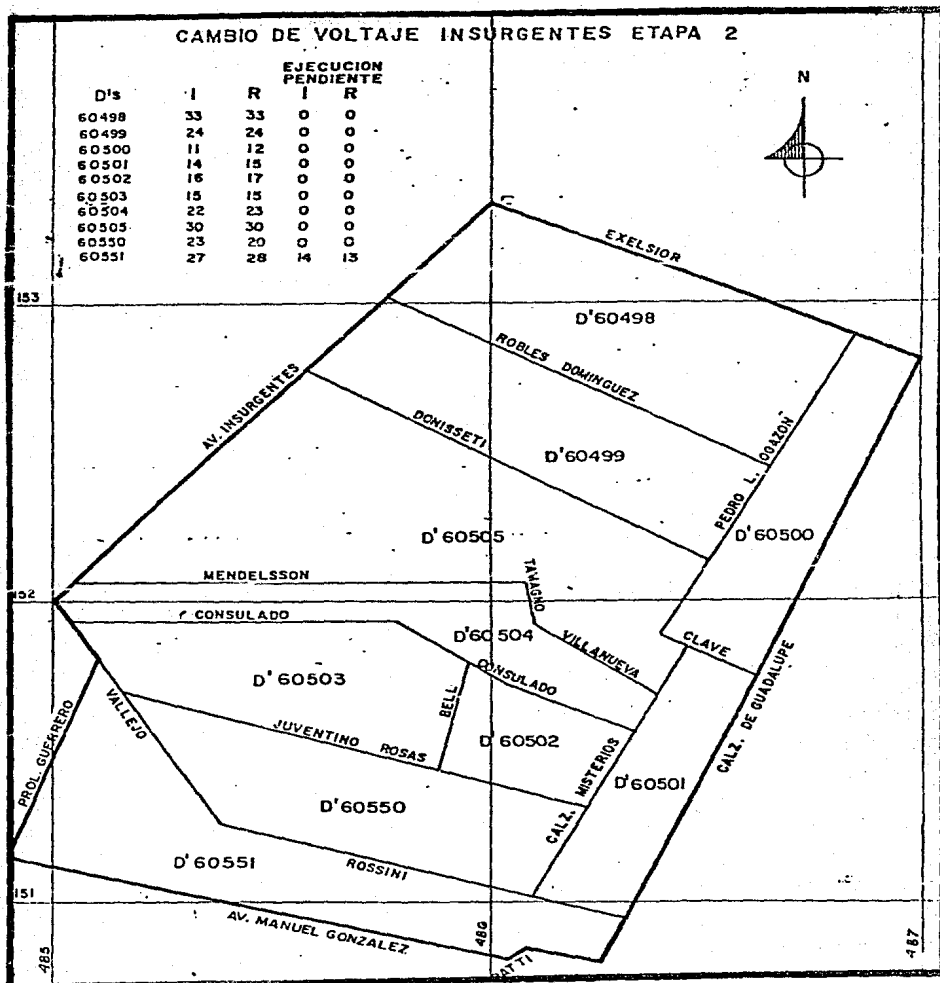 CAMBIO DE VOLTAJE INSURGENTES ETAPA 2
EJECUCION
PENDIENTE
D's I R I R
60498 33 33 0 0
60499 24 24 0 0
60500 11 12 0 0
60501 14 15 0 0
60502 16 17 0 0
60503 15 15 0 0
60504 22 23 0 0
60505 30 30 0 0
60550 23 20 0 0
60551 27 28 14 13
N
EXELSIOR
153
D'60498
ROBLES DOMINGUEZ
AV. INSURGENTES
DONISSETI
D'60499
PEDRO L. OGAZON
D'60505
D'60500
MENDELSSON
TAMAGNO
152
CONSULADO
D'60504
VILLANUEVA
CLAVE
CONSULADO
D'60503
BELL
CALZ. DE GUADALUPE
VALLEJO
JUVENTINO ROSAS
D'60502
PROL. GUERRERO
CALZ. MISTERIOS
D'60501
D'60550
D'60551
ROSSINI
151
AV. MANUEL GONZALEZ
485
486
487